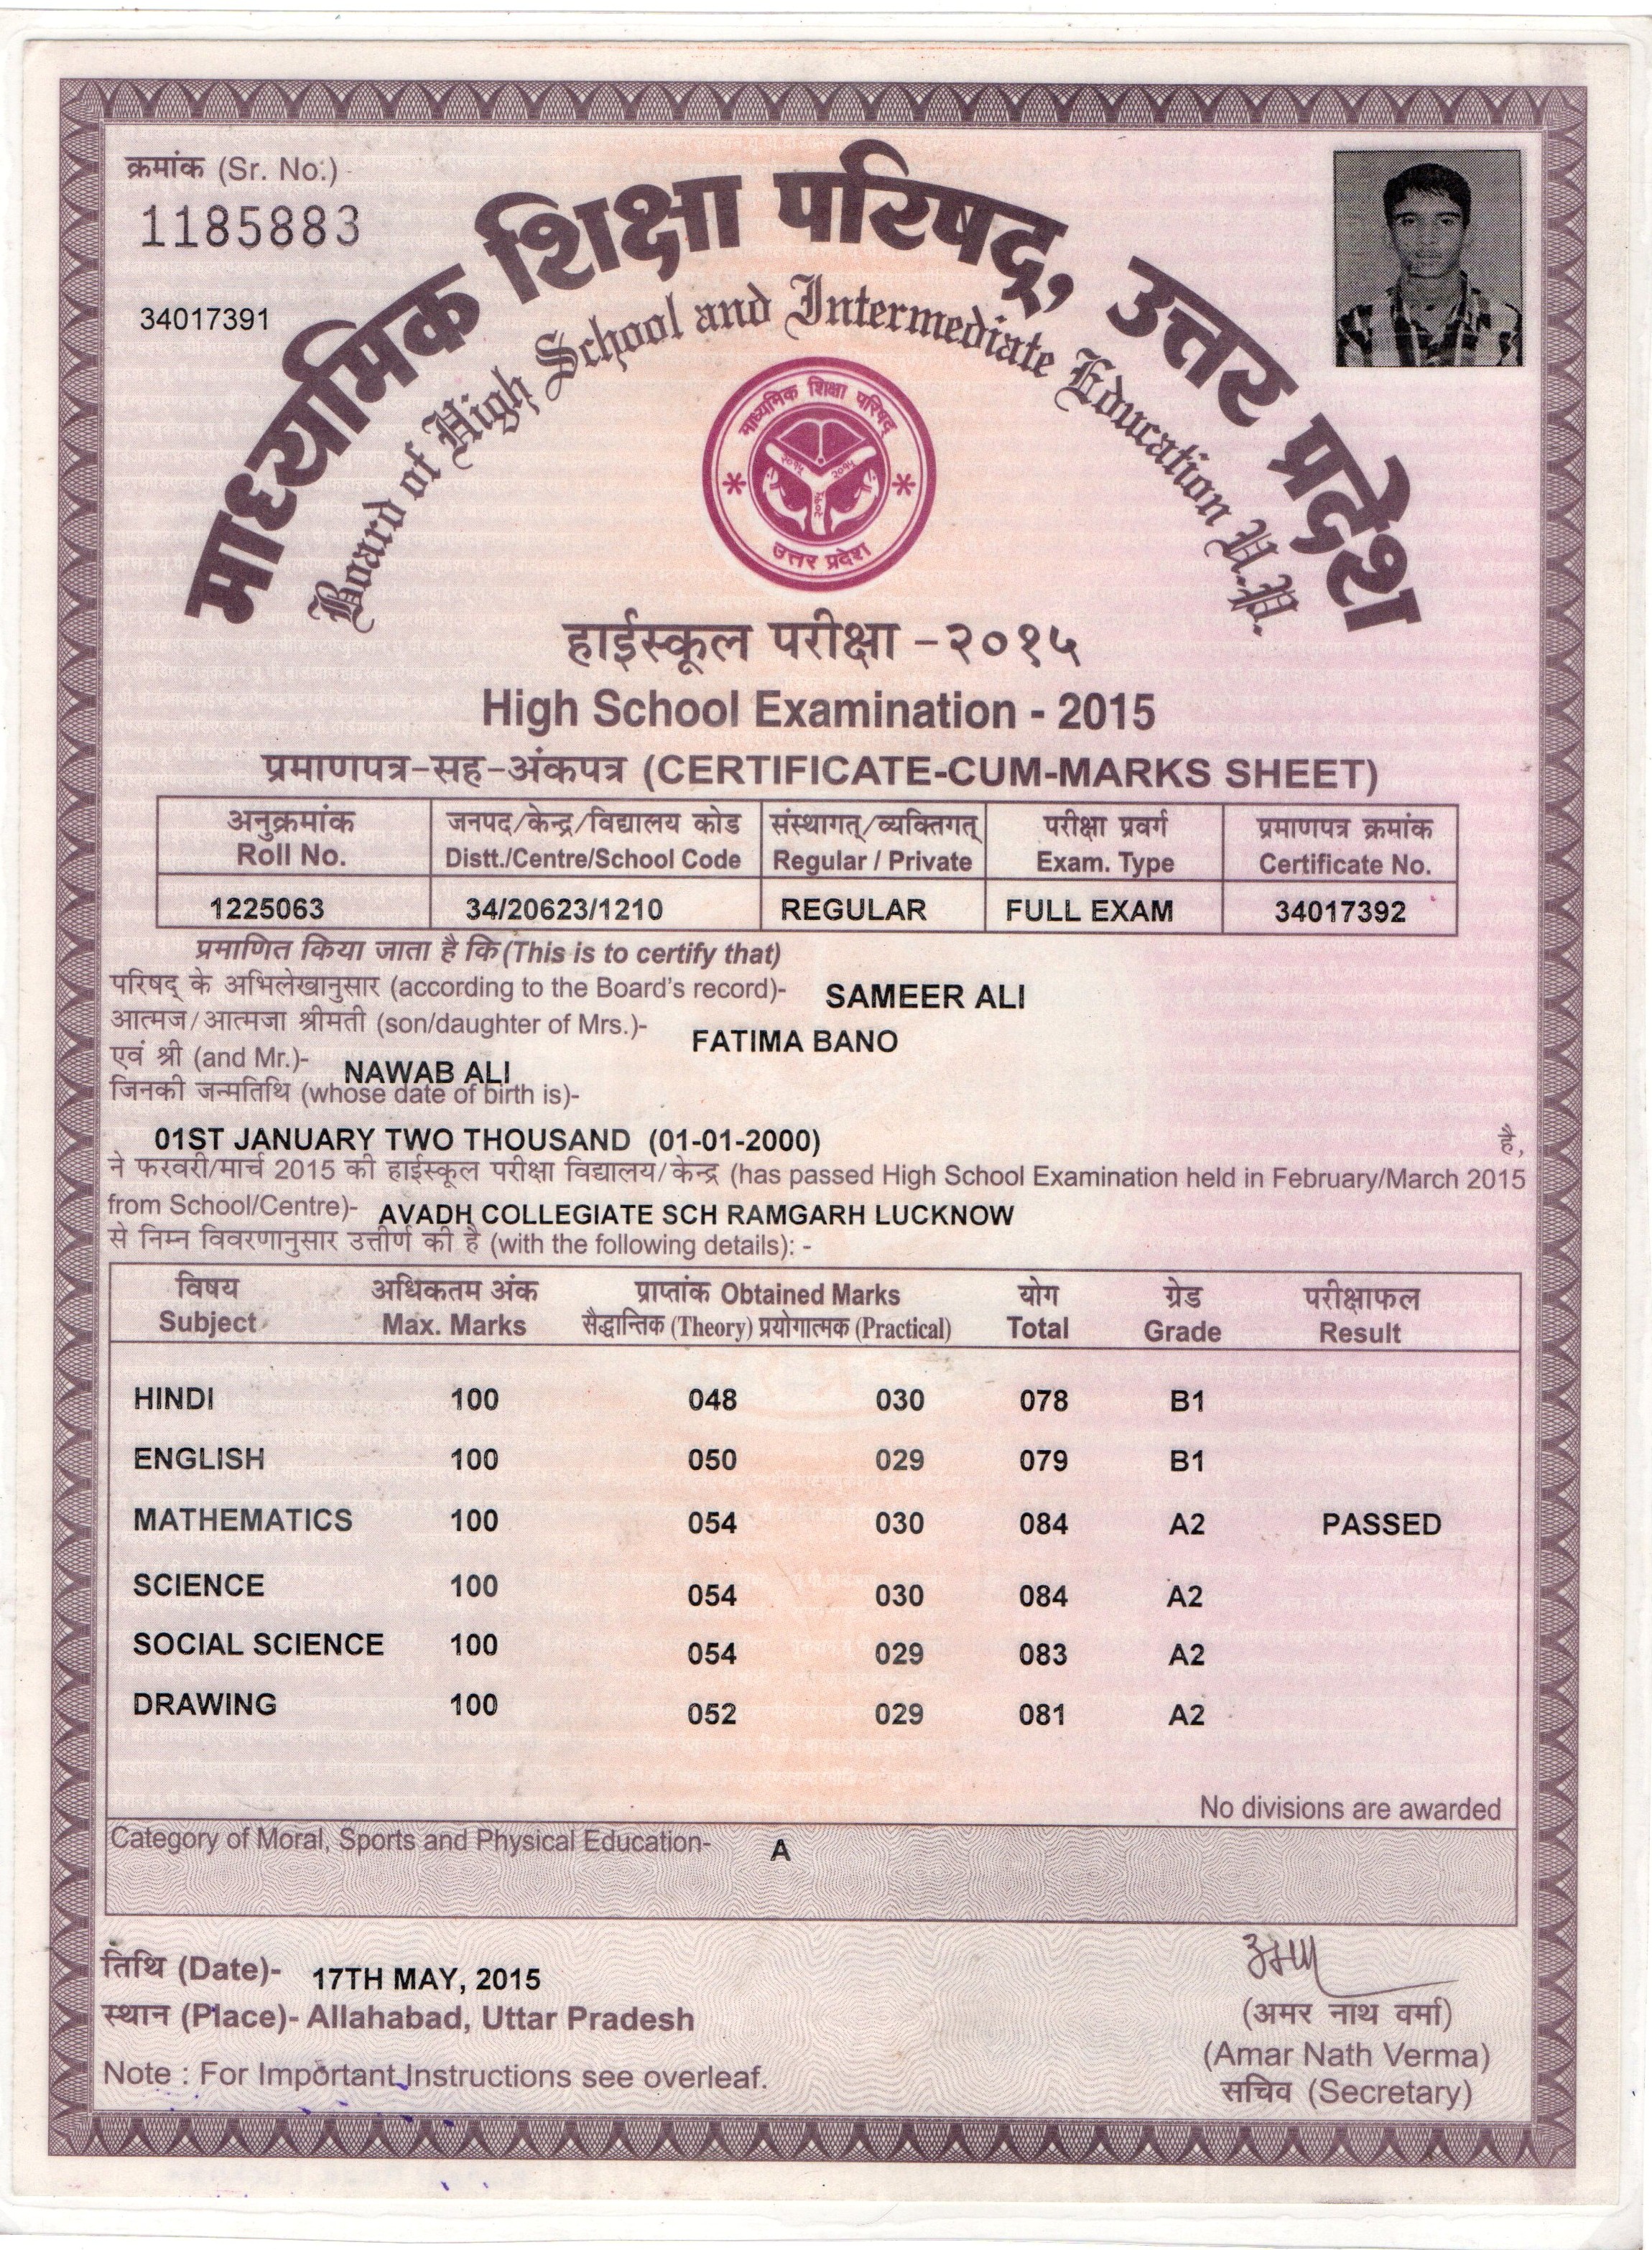 क्रमांक (Sr. No.)
1185883
34017391
माध्यमिक शिक्षा परिषद्, उत्तर प्रदेश
Board of High School and Intermediate Education U.P.
माध्यमिक शिक्षा परिषद्
२०१५ २०१५
२०१५
उत्तर प्रदेश
हाईस्कूल परीक्षा -२०१५
High School Examination - 2015
प्रमाणपत्र-सह-अंकपत्र (CERTIFICATE-CUM-MARKS SHEET)
अनुक्रमांक जनपद/केन्द्र/विद्यालय कोड संस्थागत्/व्यक्तिगत् परीक्षा प्रवर्ग प्रमाणपत्र क्रमांक
Roll No. Distt./Centre/School Code Regular / Private Exam. Type Certificate No.
1225063 34/20623/1210 REGULAR FULL EXAM 34017392
प्रमाणित किया जाता है कि (This is to certify that)
परिषद् के अभिलेखानुसार (according to the Board's record)- SAMEER ALI
आत्मज/आत्मजा श्रीमती (son/daughter of Mrs.)- FATIMA BANO
एवं श्री (and Mr.)- NAWAB ALI
जिनकी जन्मतिथि (whose date of birth is)-
01ST JANUARY TWO THOUSAND (01-01-2000) है,
ने फरवरी/मार्च 2015 की हाईस्कूल परीक्षा विद्यालय/केन्द्र (has passed High School Examination held in February/March 2015
from School/Centre)- AVADH COLLEGIATE SCH RAMGARH LUCKNOW
से निम्न विवरणानुसार उत्तीर्ण की है (with the following details): -
विषय अधिकतम अंक प्राप्तांक Obtained Marks योग ग्रेड परीक्षाफल
Subject Max. Marks सैद्धान्तिक (Theory) प्रयोगात्मक (Practical) Total Grade Result
HINDI 100 048 030 078 B1
ENGLISH 100 050 029 079 B1
MATHEMATICS 100 054 030 084 A2 PASSED
SCIENCE 100 054 030 084 A2
SOCIAL SCIENCE 100 054 029 083 A2
DRAWING 100 052 029 081 A2
No divisions are awarded
Category of Moral, Sports and Physical Education- A
तिथि (Date)- 17TH MAY, 2015
स्थान (Place)- Allahabad, Uttar Pradesh
(अमर नाथ वर्मा)
(Amar Nath Verma)
सचिव (Secretary)
Note : For Important Instructions see overleaf.